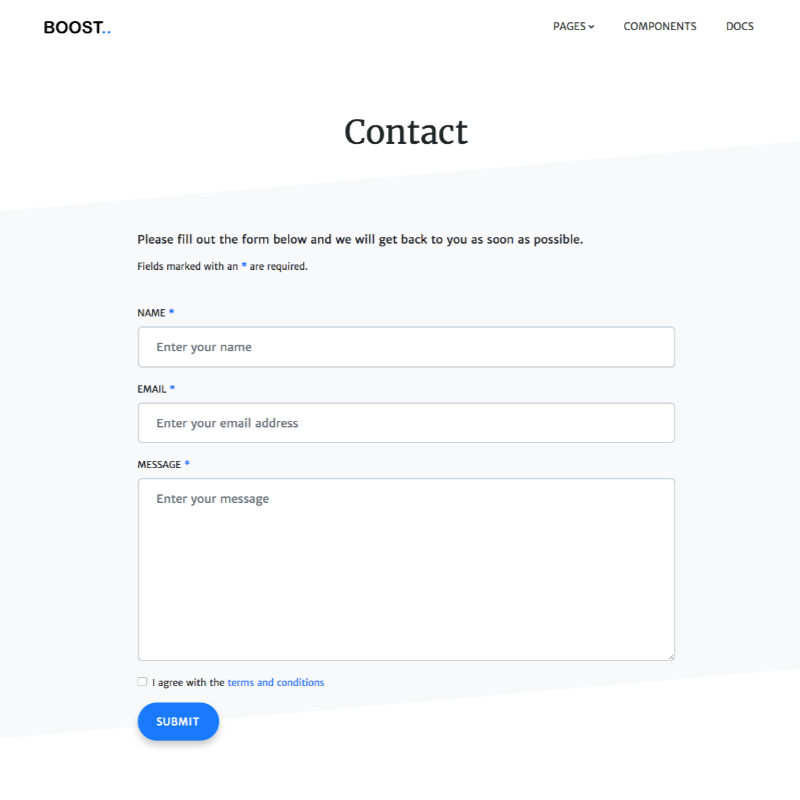 BOOST..
PAGES
COMPONENTS
DOCS
Contact
Please fill out the form below and we will get back to you as soon as possible.
Fields marked with an * are required.
NAME *
Enter your name
EMAIL *
Enter your email address
MESSAGE *
Enter your message
I agree with the terms and conditions
SUBMIT